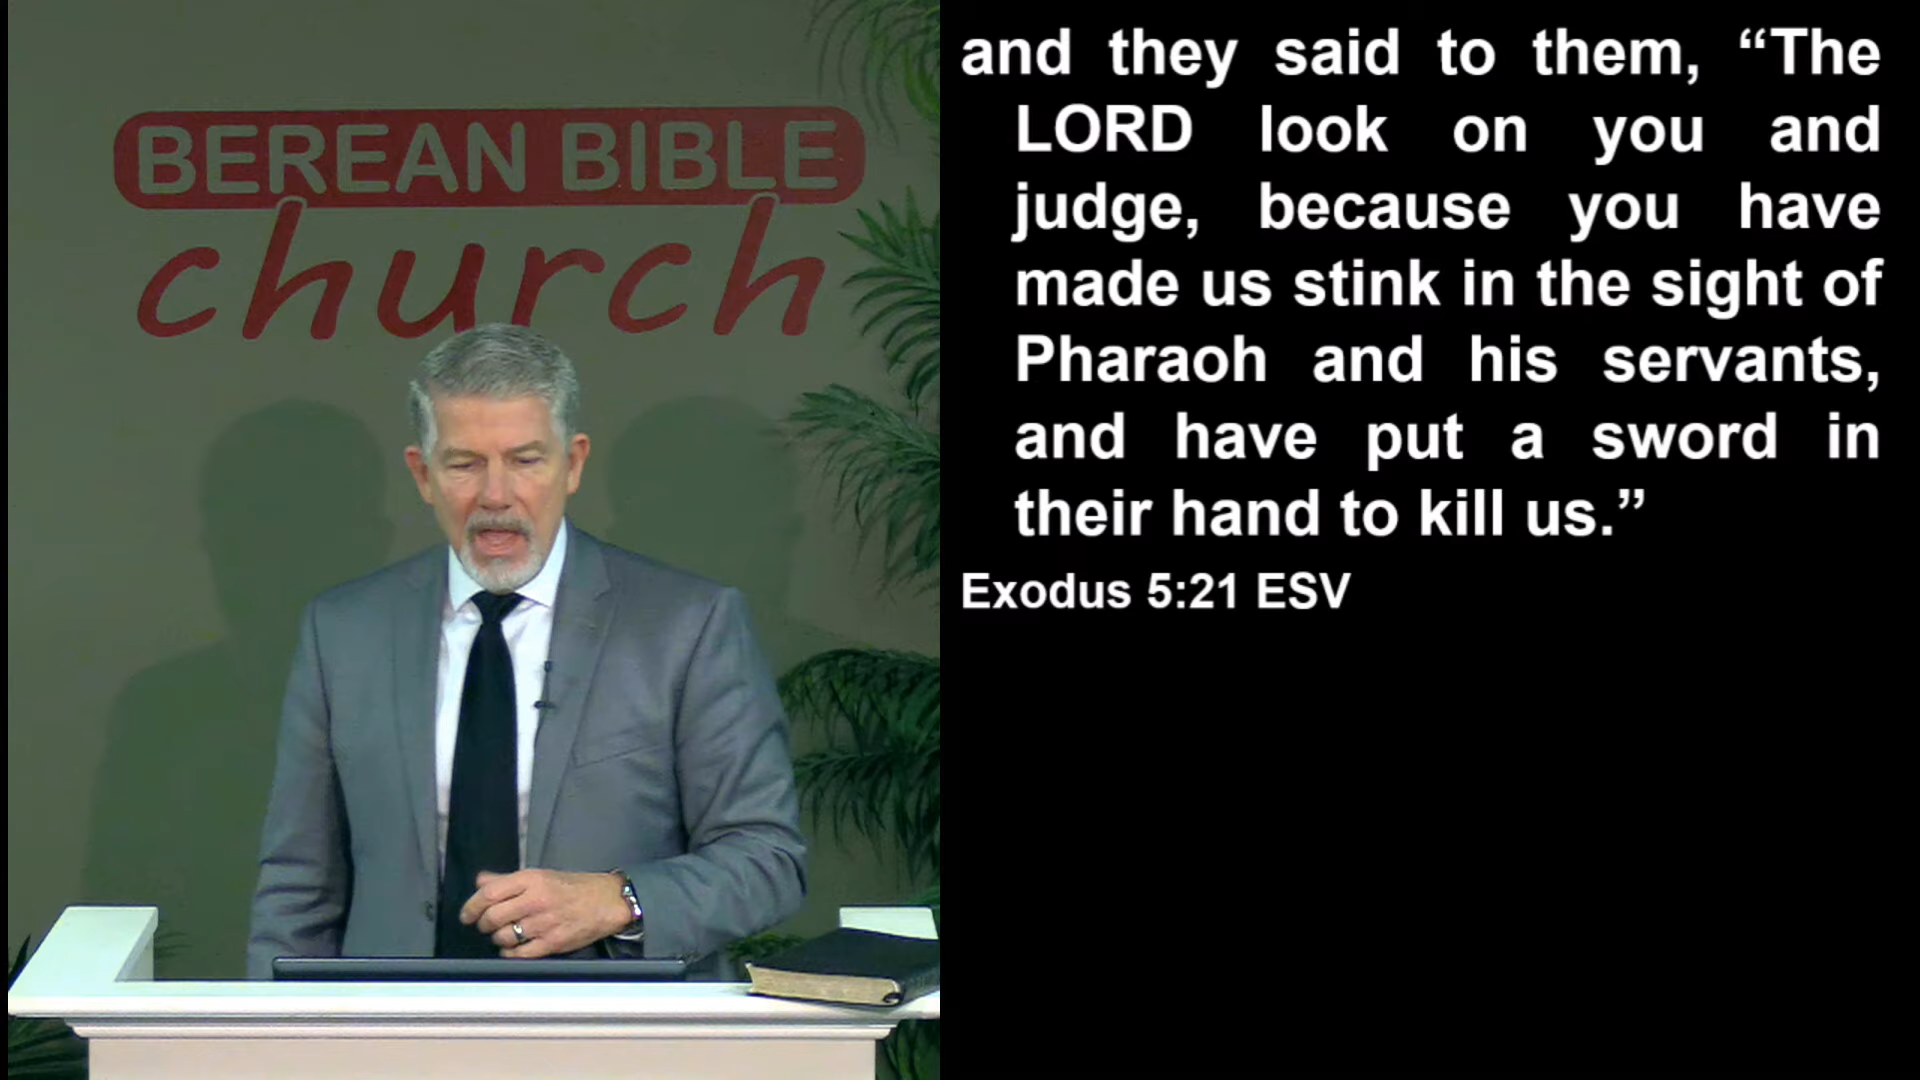 BEREAN BIBLE
church
and they said to them, “The
LORD look on you and
judge, because you have
made us stink in the sight of
Pharaoh and his servants,
and have put a sword in
their hand to kill us.”
Exodus 5:21 ESV